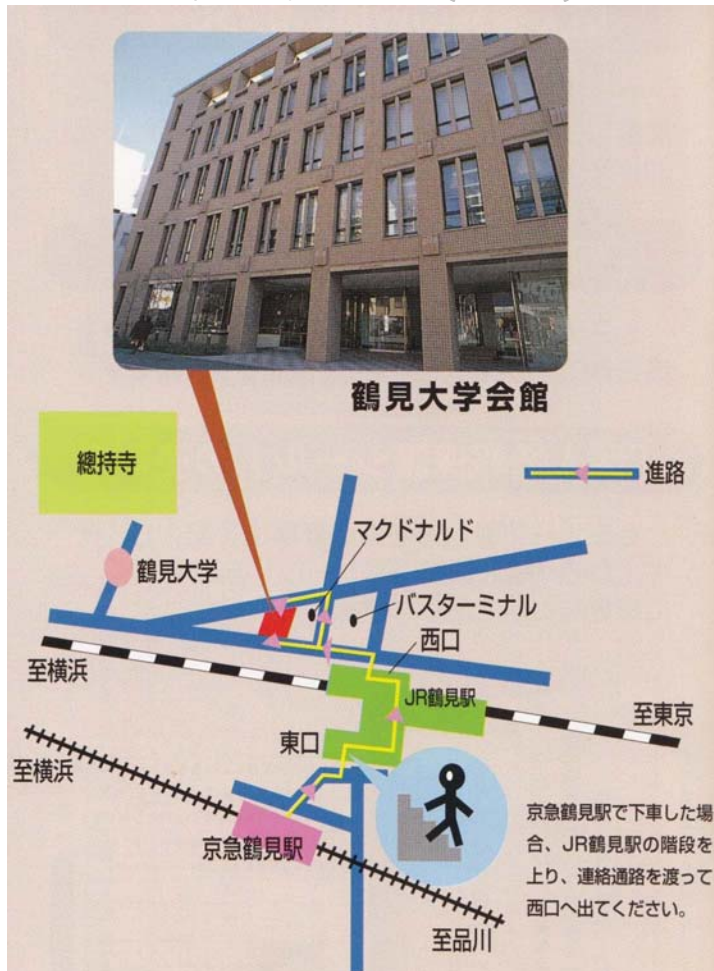 鶴見大学会館
總持寺
進路
マクドナルド
鶴見大学
バスターミナル
西口
至横浜
JR鶴見駅
至東京
東口
至横浜
京急鶴見駅で下車した場
合、JR鶴見駅の階段を
上り、連絡通路を渡って
西口へ出てください。
京急鶴見駅
至品川